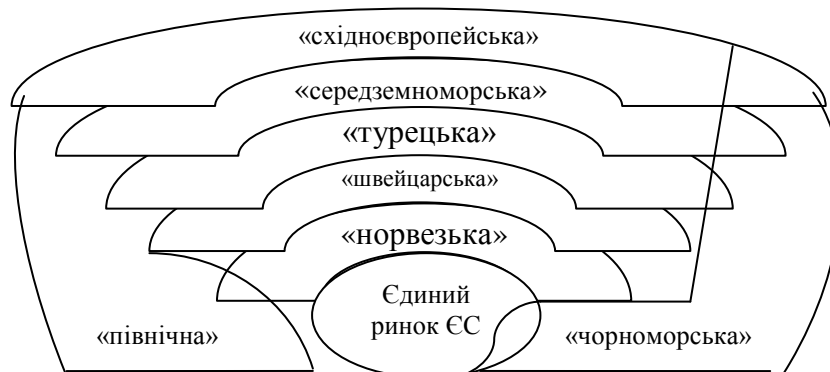 «східноєвропейська»
«середземноморська»
«турецька»
«швейцарська»
«норвезька»
Єдиний
ринок ЄС
«північна»
«чорноморська»